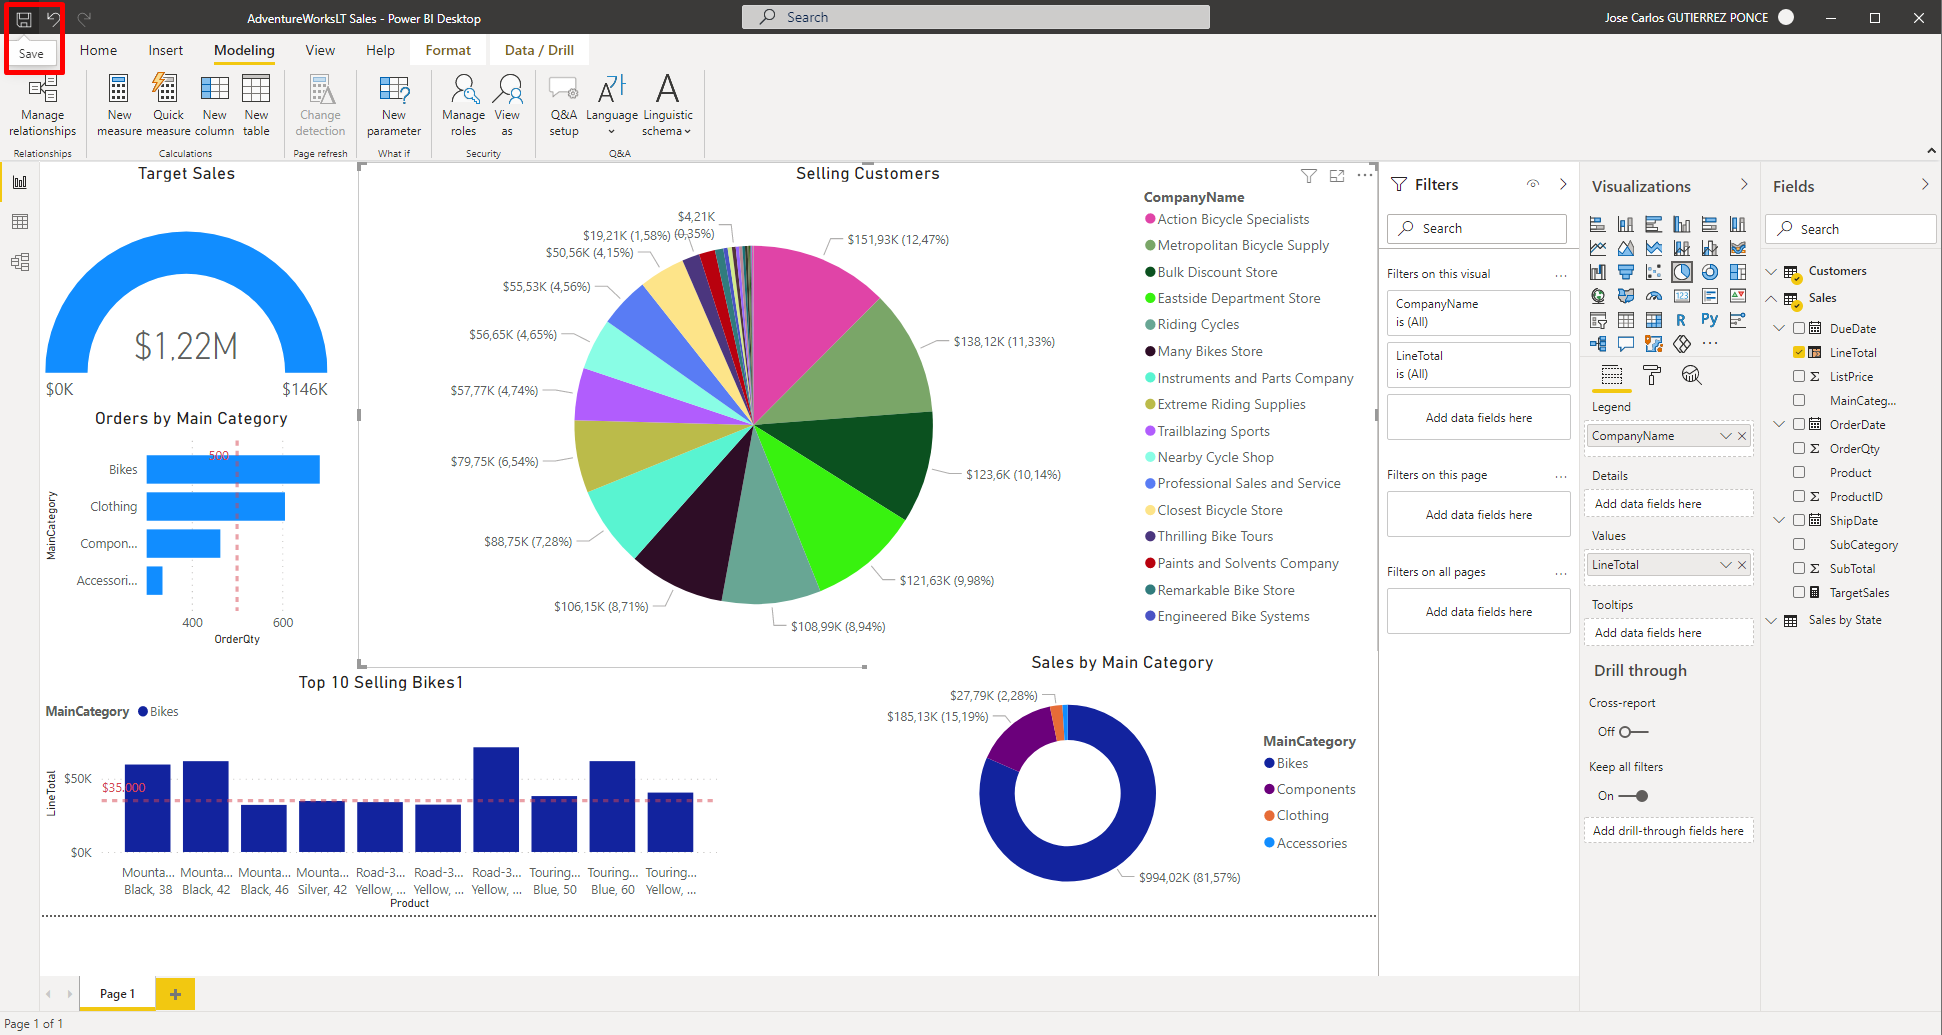 AdventureWorksLT Sales - Power BI Desktop
Search
Jose Carlos GUTIERREZ PONCE
Save
Home
Insert
Modeling
View
Help
Format
Data / Drill
Manage relationships
New measure
Quick measure
New column
New table
Change detection
New parameter
Manage roles
View as
Q&A setup
Language
Linguistic schema
Relationships
Calculations
Page refresh
What if
Security
Q&A
Target Sales
$1,22M
$0K
$146K
Orders by Main Category
500
MainCategory
Bikes
Clothing
Compon...
Accessori...
400
600
OrderQty
Selling Customers
$4,21K
(0,35%)
$19,21K (1,58%)
$50,56K (4,15%)
$55,53K (4,56%)
$56,65K (4,65%)
$57,77K (4,74%)
$79,75K (6,54%)
$88,75K (7,28%)
$106,15K (8,71%)
$108,99K (8,94%)
$121,63K (9,98%)
$123,6K (10,14%)
$138,12K (11,33%)
$151,93K (12,47%)
CompanyName
Action Bicycle Specialists
Metropolitan Bicycle Supply
Bulk Discount Store
Eastside Department Store
Riding Cycles
Many Bikes Store
Instruments and Parts Company
Extreme Riding Supplies
Trailblazing Sports
Nearby Cycle Shop
Professional Sales and Service
Closest Bicycle Store
Thrilling Bike Tours
Paints and Solvents Company
Remarkable Bike Store
Engineered Bike Systems
Top 10 Selling Bikes1
MainCategory
Bikes
LineTotal
$50K
$35.000
$0K
Mounta... Black, 38
Mounta... Black, 42
Mounta... Black, 46
Mounta... Silver, 42
Road-3... Yellow, ...
Road-3... Yellow, ...
Road-3... Yellow, ...
Touring... Blue, 50
Touring... Blue, 60
Touring... Yellow, ...
Product
Sales by Main Category
$27,79K (2,28%)
$185,13K (15,19%)
$994,02K (81,57%)
MainCategory
Bikes
Components
Clothing
Accessories
Filters
Search
Filters on this visual
...
CompanyName
is (All)
LineTotal
is (All)
Add data fields here
Filters on this page
...
Add data fields here
Filters on all pages
...
Add data fields here
Visualizations
123
R
Py
...
Legend
CompanyName
Details
Add data fields here
Values
LineTotal
Tooltips
Add data fields here
Drill through
Cross-report
Off
Keep all filters
On
Add drill-through fields here
Fields
Search
Customers
Sales
DueDate
LineTotal
Σ ListPrice
MainCateg...
OrderDate
Σ OrderQty
Product
Σ ProductID
ShipDate
SubCategory
Σ SubTotal
TargetSales
Sales by State
Page 1
+
Page 1 of 1